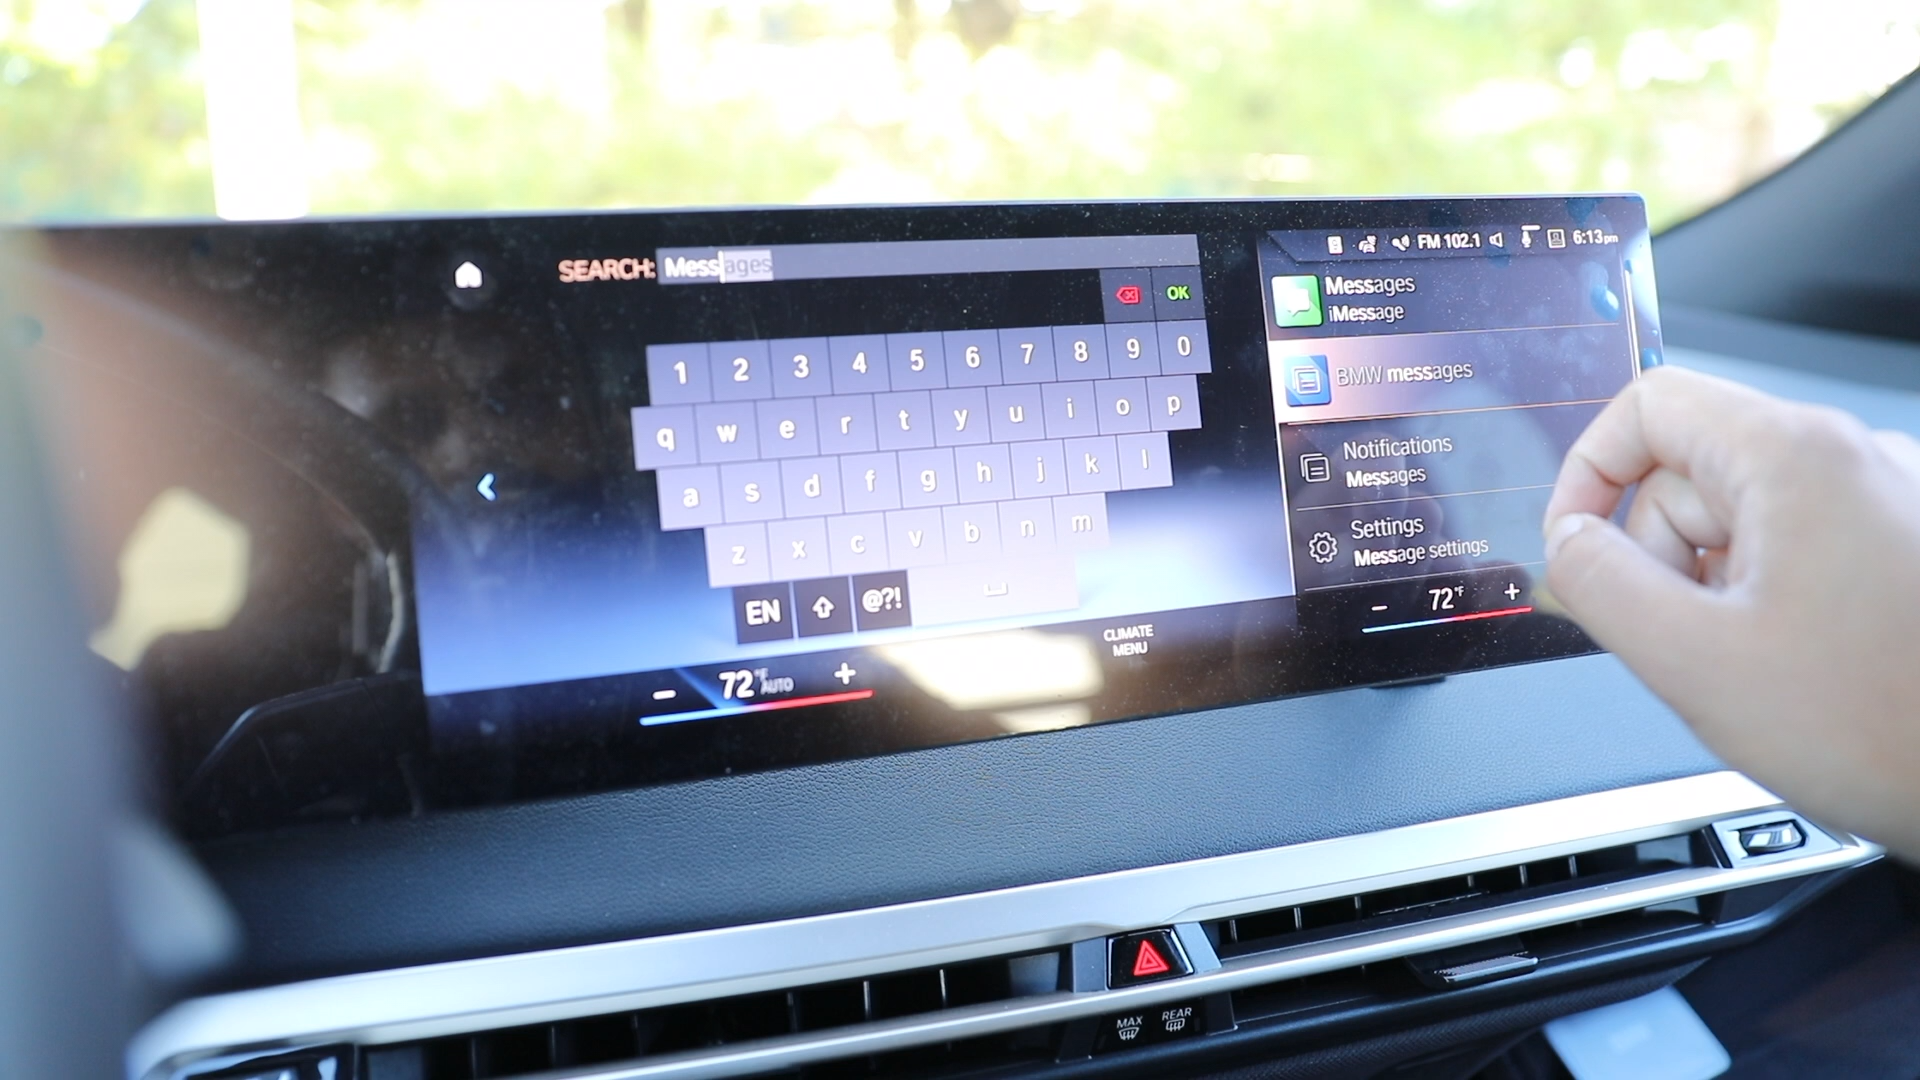 SEARCH: Messages
OK
1 2 3 4 5 6 7 8 9 0
q w e r t y u i o p
a s d f g h j k l
z x c v b n m
EN @?!
72°F AUTO
CLIMATE
MENU
FM 102.1 6:13pm
Messages
iMessage
BMW messages
Notifications
Messages
Settings
Message settings
72°F
MAX REAR